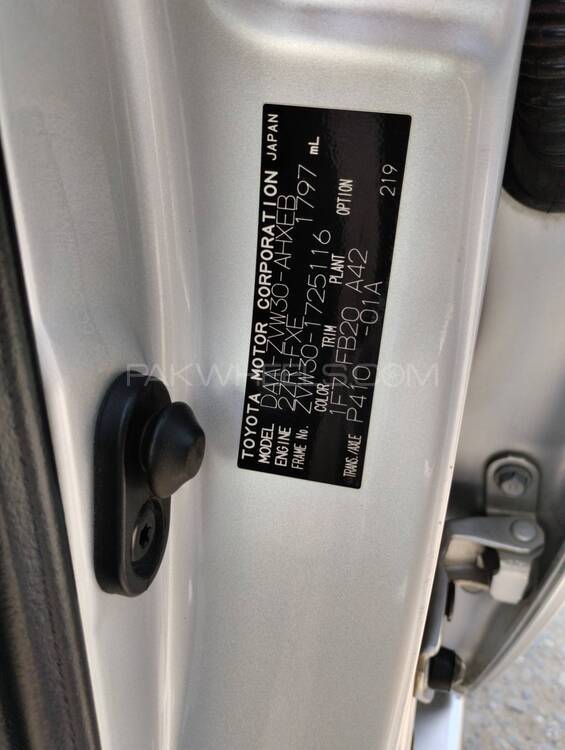 TOYOTA MOTOR CORPORATION JAPAN
MODEL DAA-ZVW30-AHXEB
ENGINE 2ZR-FXE 1797 mL
FRAME No. ZVW30-1725116
COLOR TRIM PLANT OPTION
1F7 FB20 A42 219
TRANS./AXLE P410 -01A
PAKWHEELS.COM